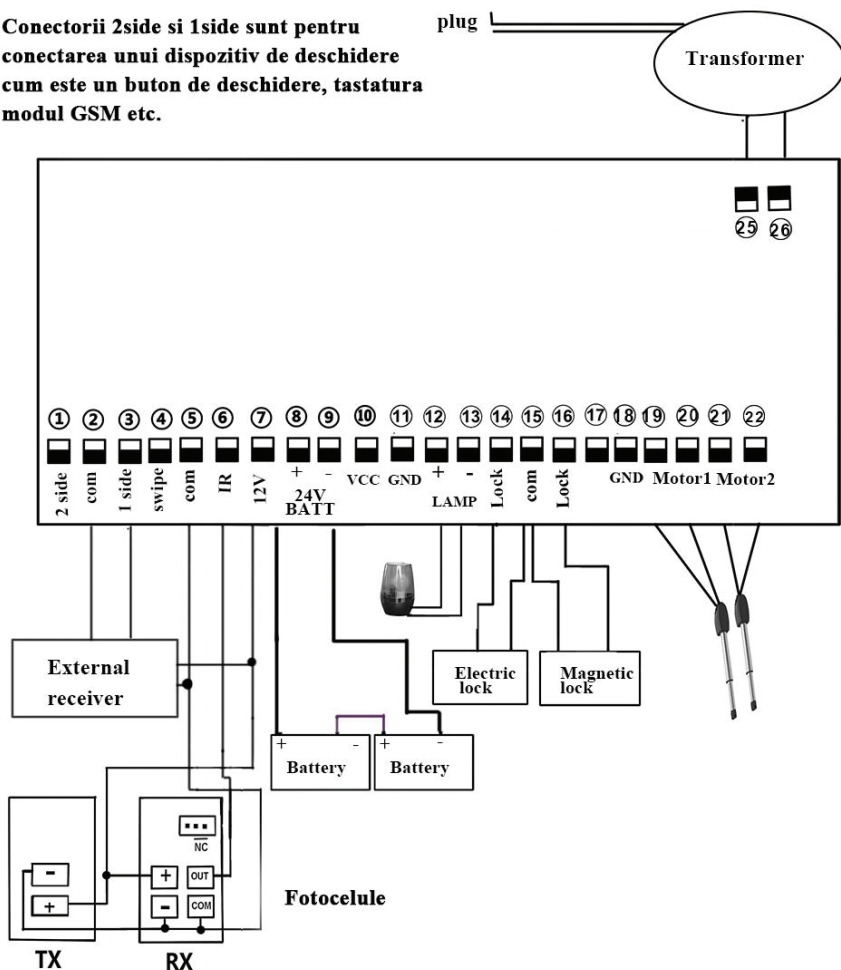 Conectorii 2side si 1side sunt pentru
conectarea unui dispozitiv de deschidere
cum este un buton de deschidere, tastatura
modul GSM etc.
plug
Transformer
25 26
1 2 3 4 5 6 7 8 9 10 11 12 13 14 15 16 17 18 19 20 21 22
2 side
com
1 side
swipe
com
IR
12V
+ -
24V
BATT
VCC
GND
+ -
LAMP
Lock
com
Lock
GND
Motor1 Motor2
External
receiver
Electric
lock
Magnetic
lock
+ -
Battery
+ -
Battery
-
+
TX
NC
+ OUT
- COM
RX
Fotocelule